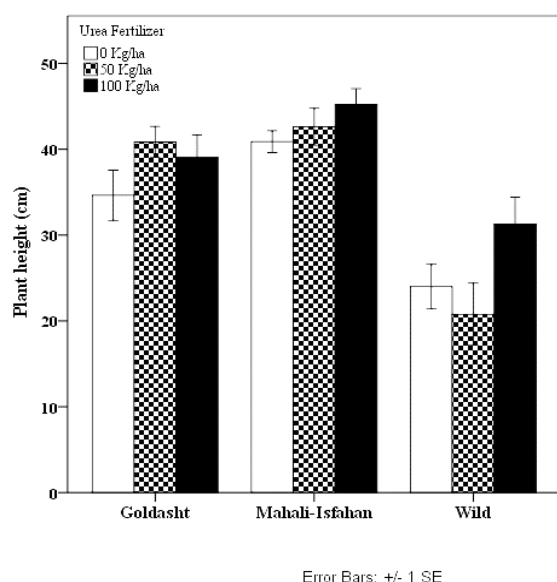 Urea Fertilizer
0 Kg/ha
50 Kg/ha
100 Kg/ha
Plant height (cm)
50
40
30
20
10
0
Goldasht Mahali-Isfahan Wild
Error Bars: +/- 1 SE